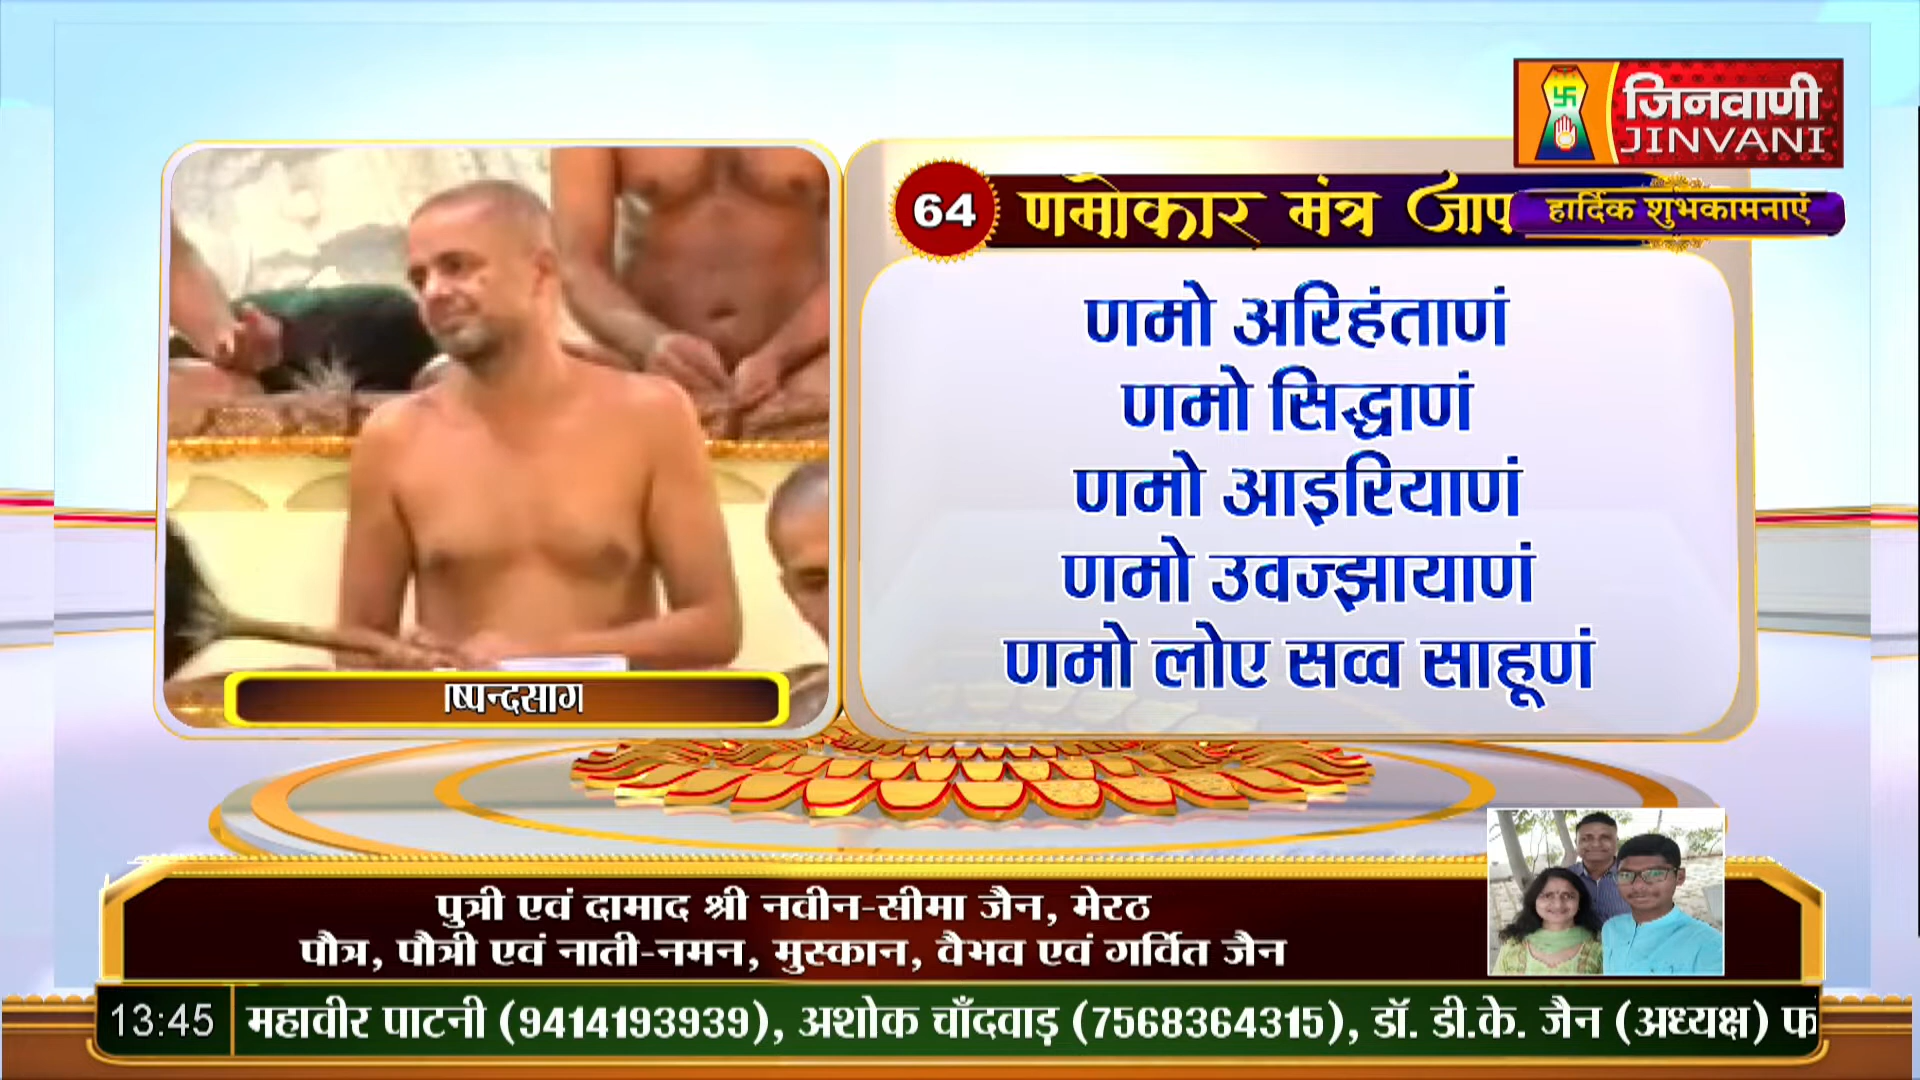 जिनवाणी
JINVANI
हार्दिक शुभकामनाएं
64 णमोकार मंत्र जाप
णमो अरिहंताणं
णमो सिद्धाणं
णमो आइरियाणं
णमो उवज्झायाणं
णमो लोए सव्व साहूणं
पुत्री एवं दामाद श्री नवीन-सीमा जैन, मेरठ
पौत्र, पौत्री एवं नाती-नमन, मुस्कान, वैभव एवं गर्वित जैन
13:45 महावीर पाटनी (9414193939), अशोक चाँदवाड़ (7568364315), डॉ. डी.के. जैन (अध्यक्ष)